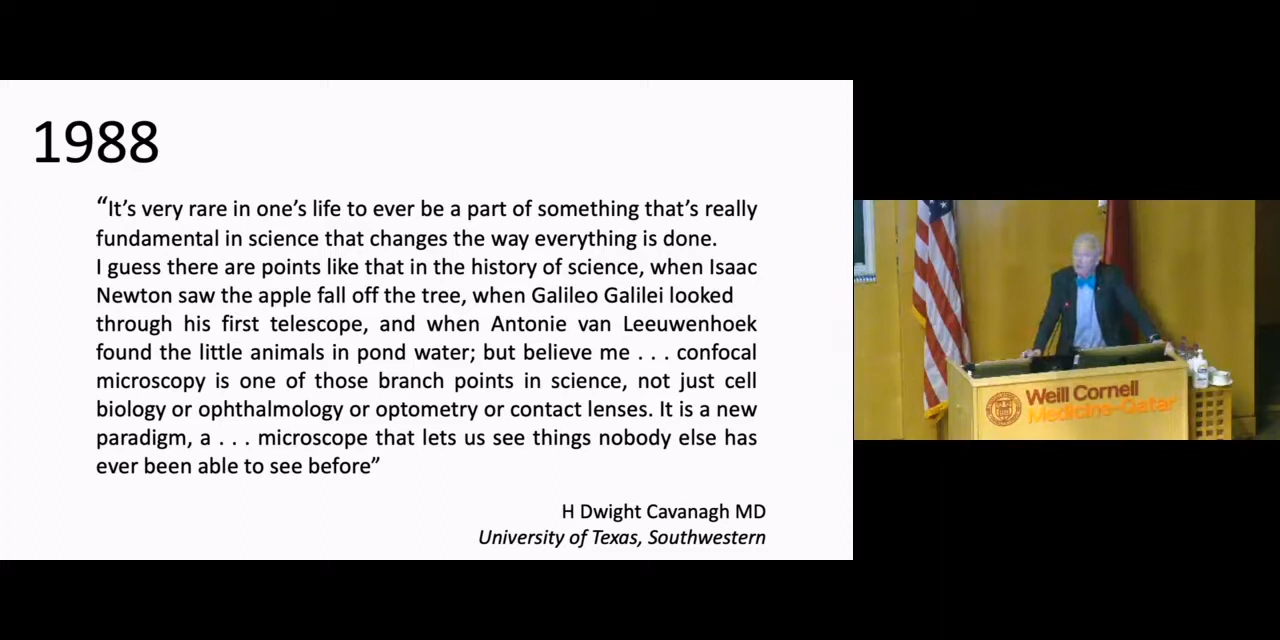 1988
“It’s very rare in one’s life to ever be a part of something that’s really
fundamental in science that changes the way everything is done.
I guess there are points like that in the history of science, when Isaac
Newton saw the apple fall off the tree, when Galileo Galilei looked
through his first telescope, and when Antonie van Leeuwenhoek
found the little animals in pond water; but believe me . . . confocal
microscopy is one of those branch points in science, not just cell
biology or ophthalmology or optometry or contact lenses. It is a new
paradigm, a . . . microscope that lets us see things nobody else has
ever been able to see before”
H Dwight Cavanagh MD
University of Texas, Southwestern
Weill Cornell
Medicine-Qatar